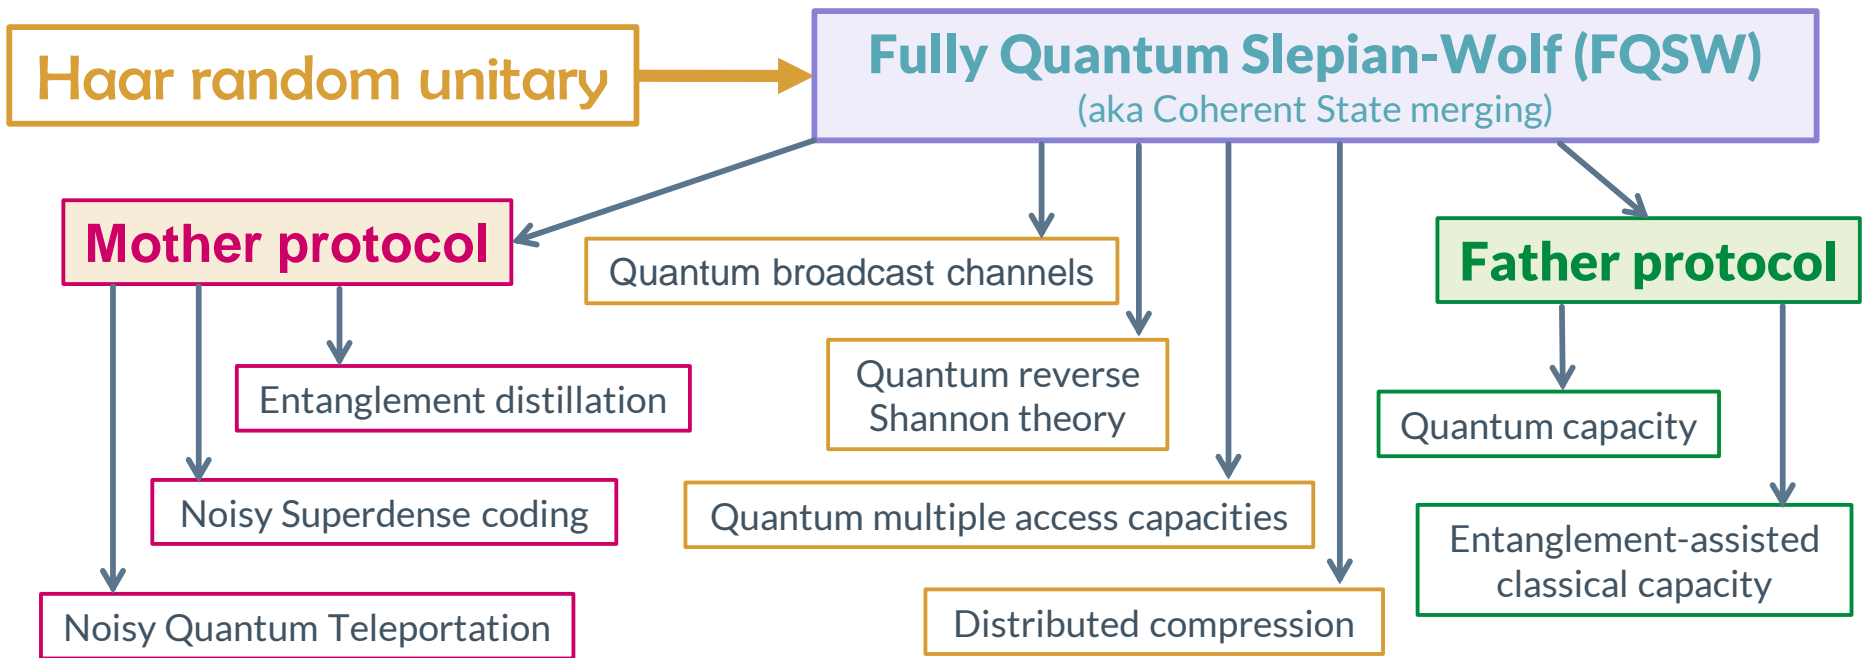 Haar random unitary
Fully Quantum Slepian-Wolf (FQSW)
(aka Coherent State merging)
Mother protocol
Quantum broadcast channels
Father protocol
Entanglement distillation
Quantum reverse
Shannon theory
Quantum capacity
Noisy Superdense coding
Quantum multiple access capacities
Entanglement-assisted
classical capacity
Noisy Quantum Teleportation
Distributed compression